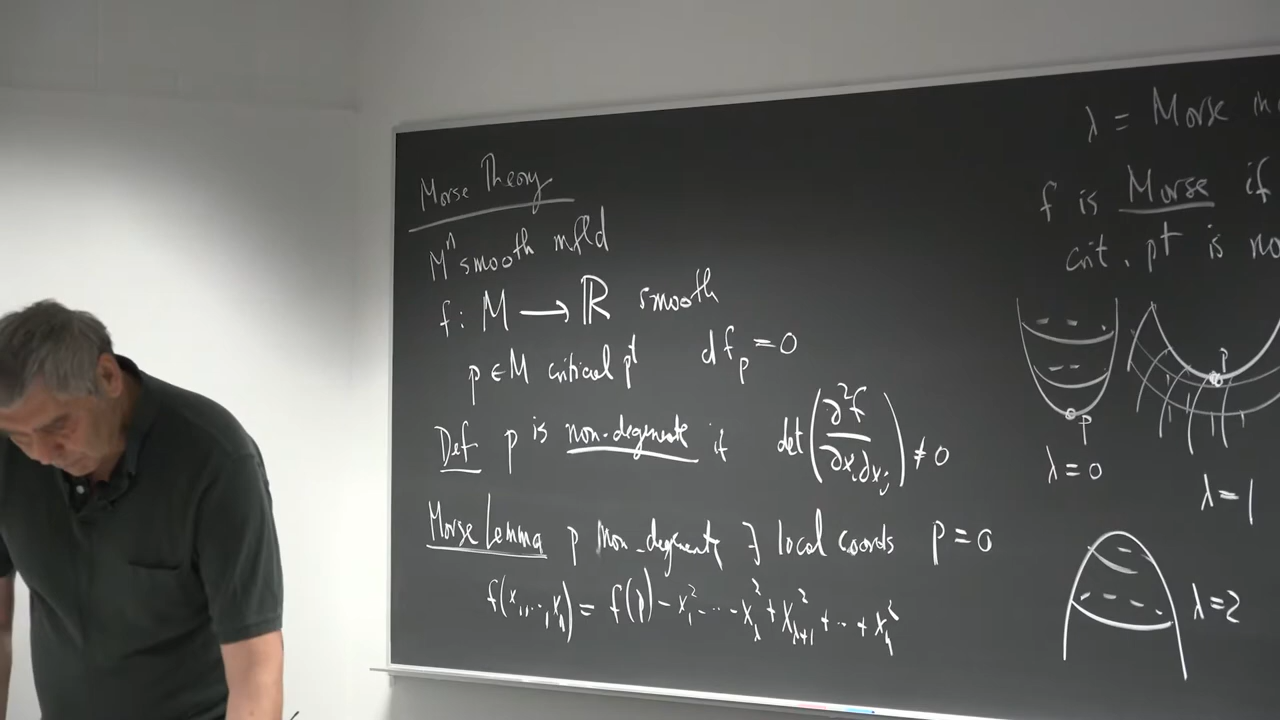 Morse Theory
Mⁿ smooth mfld
f: M ⟶ ℝ smooth
p ∈ M critical pt df_p = 0
Def p is non-degenerate if det(∂²f/∂x_i∂x_j) ≠ 0
Morse Lemma p non-degenerate ∃ local coords p = 0
f(x₁,...,xₙ) = f(p) - x₁² - ... - x_λ² + x_{λ+1}² + ... + xₙ²
λ = Morse
f is Morse if
crit. pt is
p
λ = 0
p
λ = 1
λ = 2